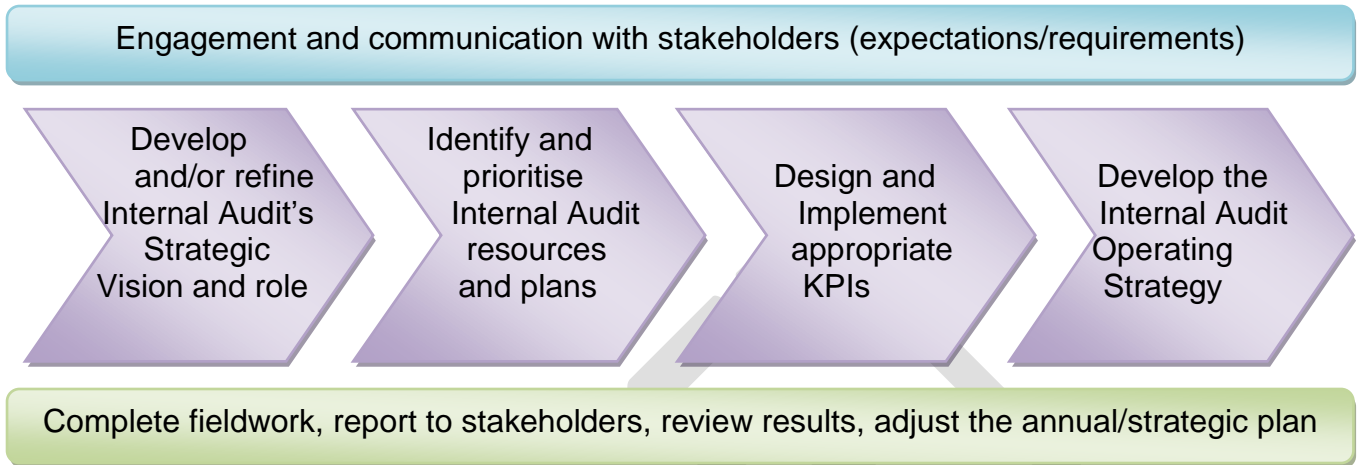 Engagement and communication with stakeholders (expectations/requirements)
Develop
and/or refine
Internal Audit's
Strategic
Vision and role
Identify and
prioritise
Internal Audit
resources
and plans
Design and
Implement
appropriate
KPIs
Develop the
Internal Audit
Operating
Strategy
Complete fieldwork, report to stakeholders, review results, adjust the annual/strategic plan